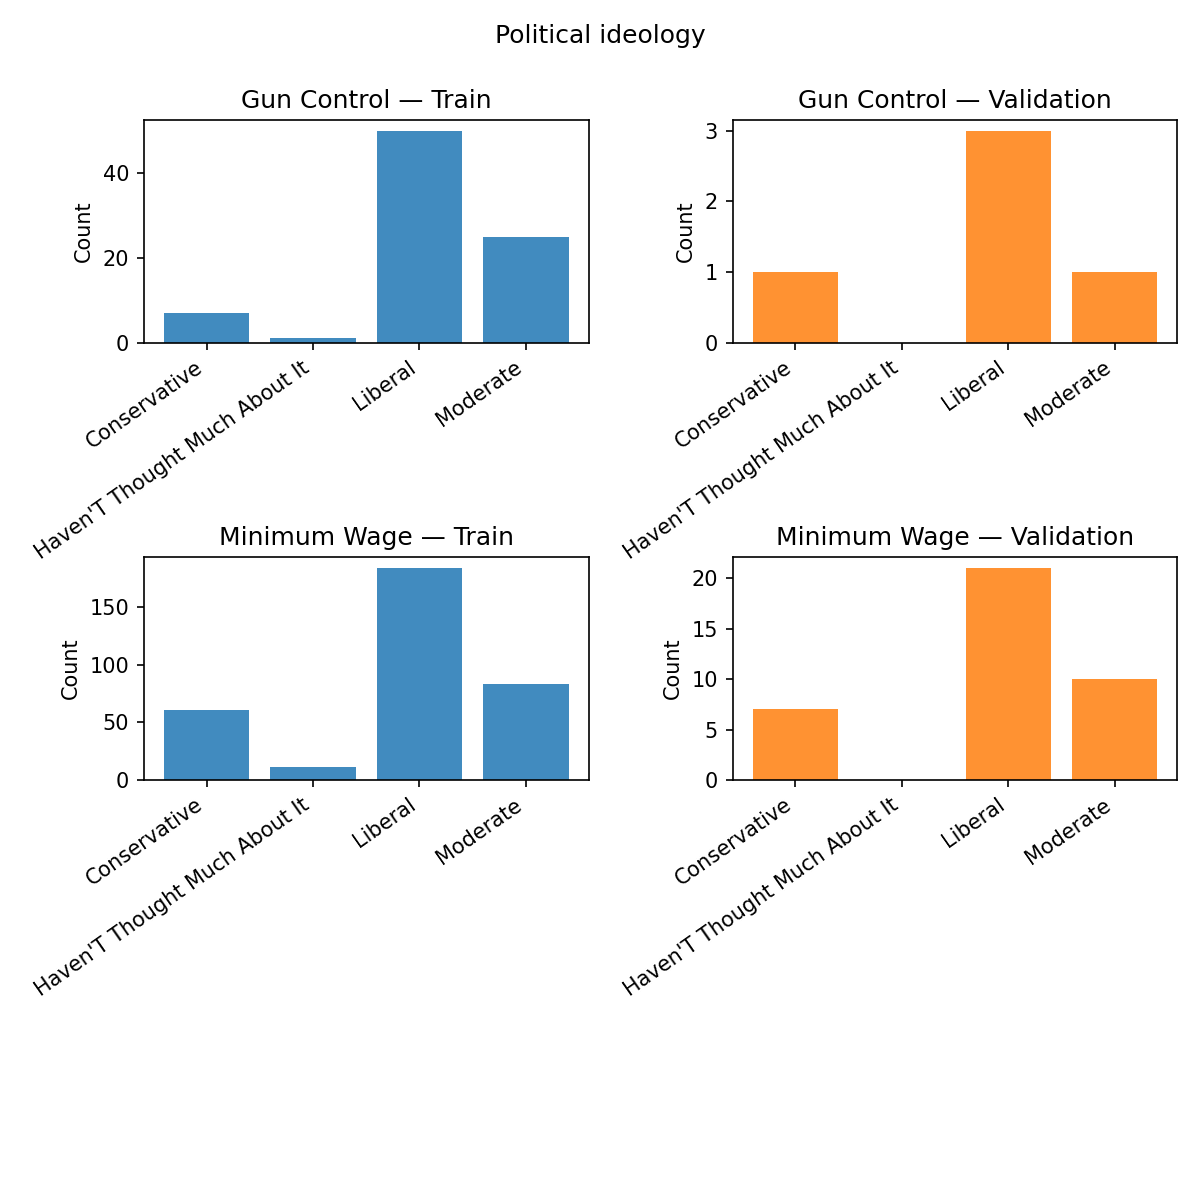 Political ideology
Gun Control — Train
Count
40
20
0
Conservative
Haven'T Thought Much About It
Liberal
Moderate
Gun Control — Validation
Count
3
2
1
0
Conservative
Haven'T Thought Much About It
Liberal
Moderate
Minimum Wage — Train
Count
150
100
50
0
Conservative
Haven'T Thought Much About It
Liberal
Moderate
Minimum Wage — Validation
Count
20
15
10
5
0
Conservative
Haven'T Thought Much About It
Liberal
Moderate